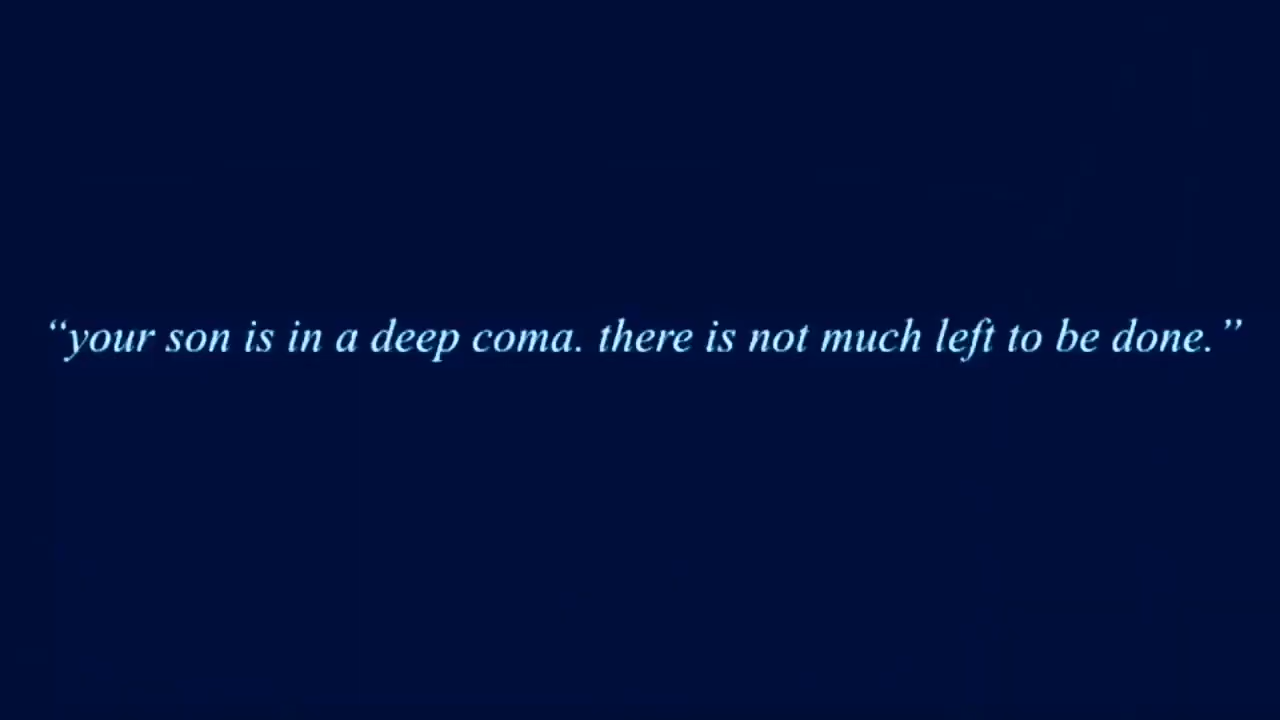 “your son is in a deep coma. there is not much left to be done.”